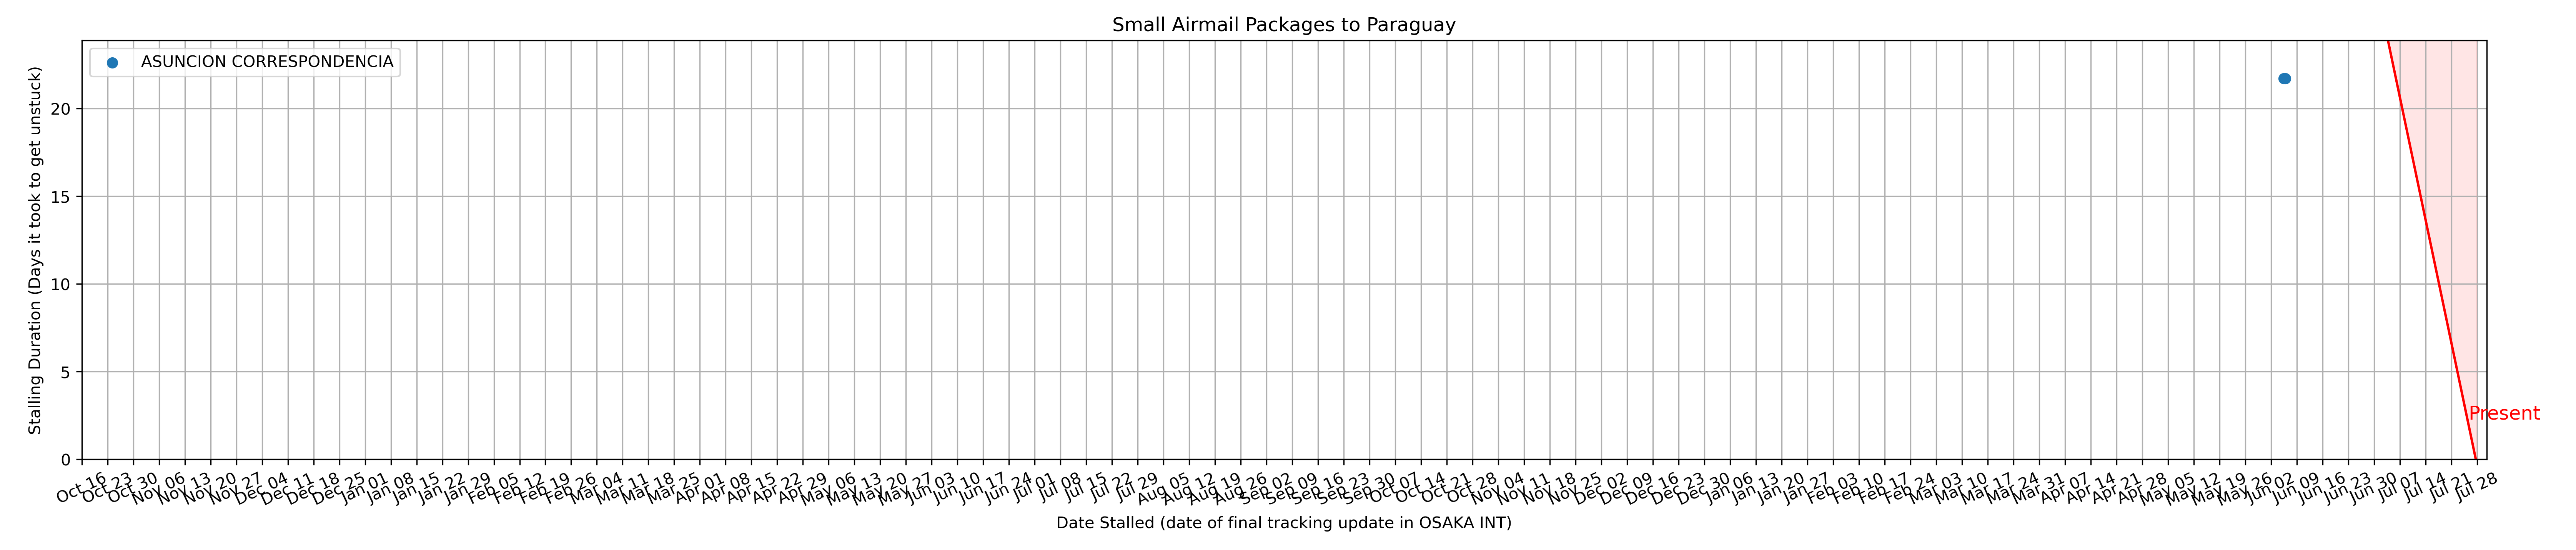 Small Airmail Packages to Paraguay
ASUNCION CORRESPONDENCIA
Stalling Duration (Days it took to get unstuck)
20
15
10
5
0
Present
Oct 16 Oct 23 Oct 30 Nov 06 Nov 13 Nov 20 Nov 27 Dec 04 Dec 11 Dec 18 Dec 25 Jan 01 Jan 08 Jan 15 Jan 22 Jan 29 Feb 05 Feb 12 Feb 19 Feb 26 Mar 04 Mar 11 Mar 18 Mar 25 Apr 01 Apr 08 Apr 15 Apr 22 Apr 29 May 06 May 13 May 20 May 27 Jun 03 Jun 10 Jun 17 Jun 24 Jul 01 Jul 08 Jul 15 Jul 22 Jul 29 Aug 05 Aug 12 Aug 19 Aug 26 Sep 02 Sep 09 Sep 16 Sep 23 Sep 30 Oct 07 Oct 14 Oct 21 Oct 28 Nov 04 Nov 11 Nov 18 Nov 25 Dec 02 Dec 09 Dec 16 Dec 23 Dec 30 Jan 06 Jan 13 Jan 20 Jan 27 Feb 03 Feb 10 Feb 17 Feb 24 Mar 03 Mar 10 Mar 17 Mar 24 Mar 31 Apr 07 Apr 14 Apr 21 Apr 28 May 05 May 12 May 19 May 26 Jun 02 Jun 09 Jun 16 Jun 23 Jun 30 Jul 07 Jul 14 Jul 21 Jul 28
Date Stalled (date of final tracking update in OSAKA INT)